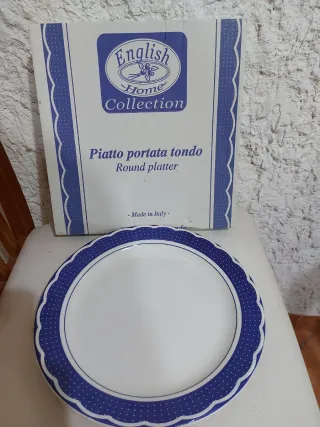 English
Home
Collection
Piatto portata tondo
Round platter
- Made in Italy -